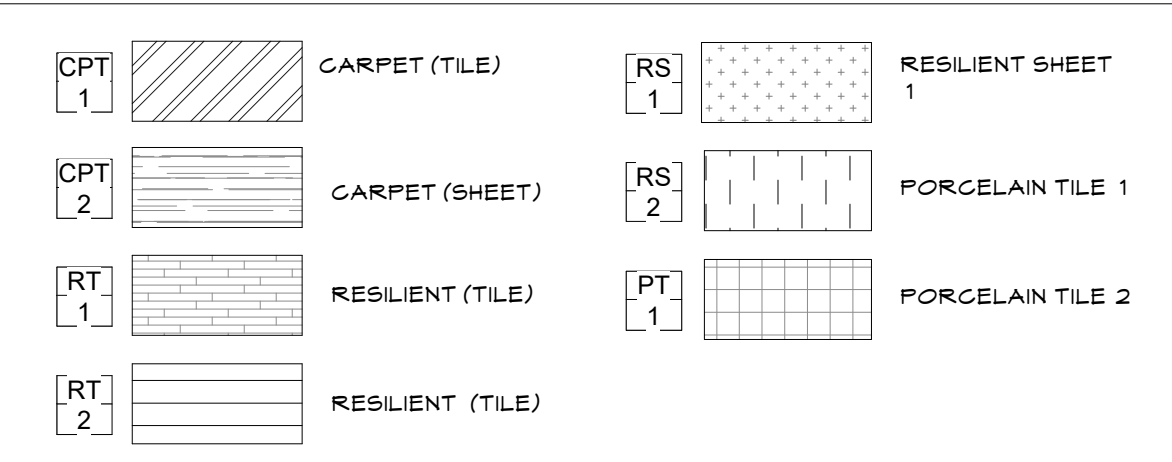 CPT
1
CARPET (TILE)
CPT
2
CARPET (SHEET)
RT
1
RESILIENT (TILE)
RT
2
RESILIENT (TILE)
RS
1
RESILIENT SHEET
1
RS
2
PORCELAIN TILE 1
PT
1
PORCELAIN TILE 2